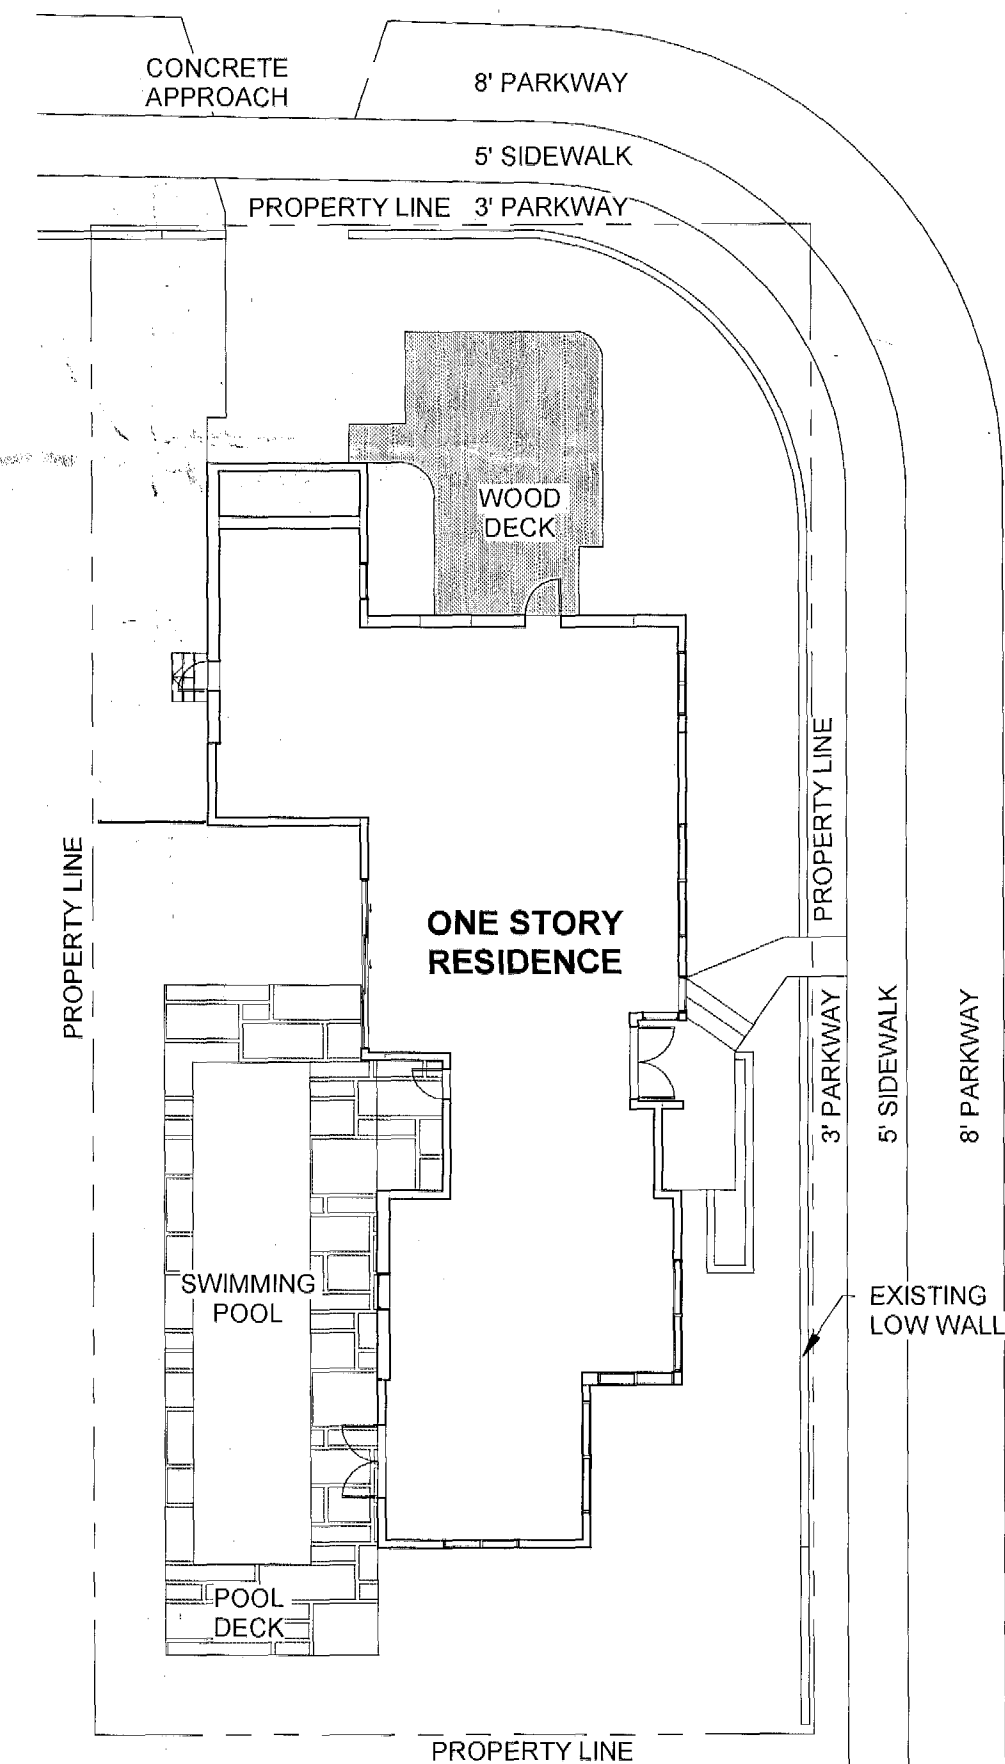 CONCRETE
APPROACH
8' PARKWAY
5' SIDEWALK
PROPERTY LINE
3' PARKWAY
WOOD
DECK
PROPERTY LINE
PROPERTY LINE
ONE STORY
RESIDENCE
3' PARKWAY
5' SIDEWALK
8' PARKWAY
SWIMMING
POOL
EXISTING
LOW WALL
POOL
DECK
PROPERTY LINE